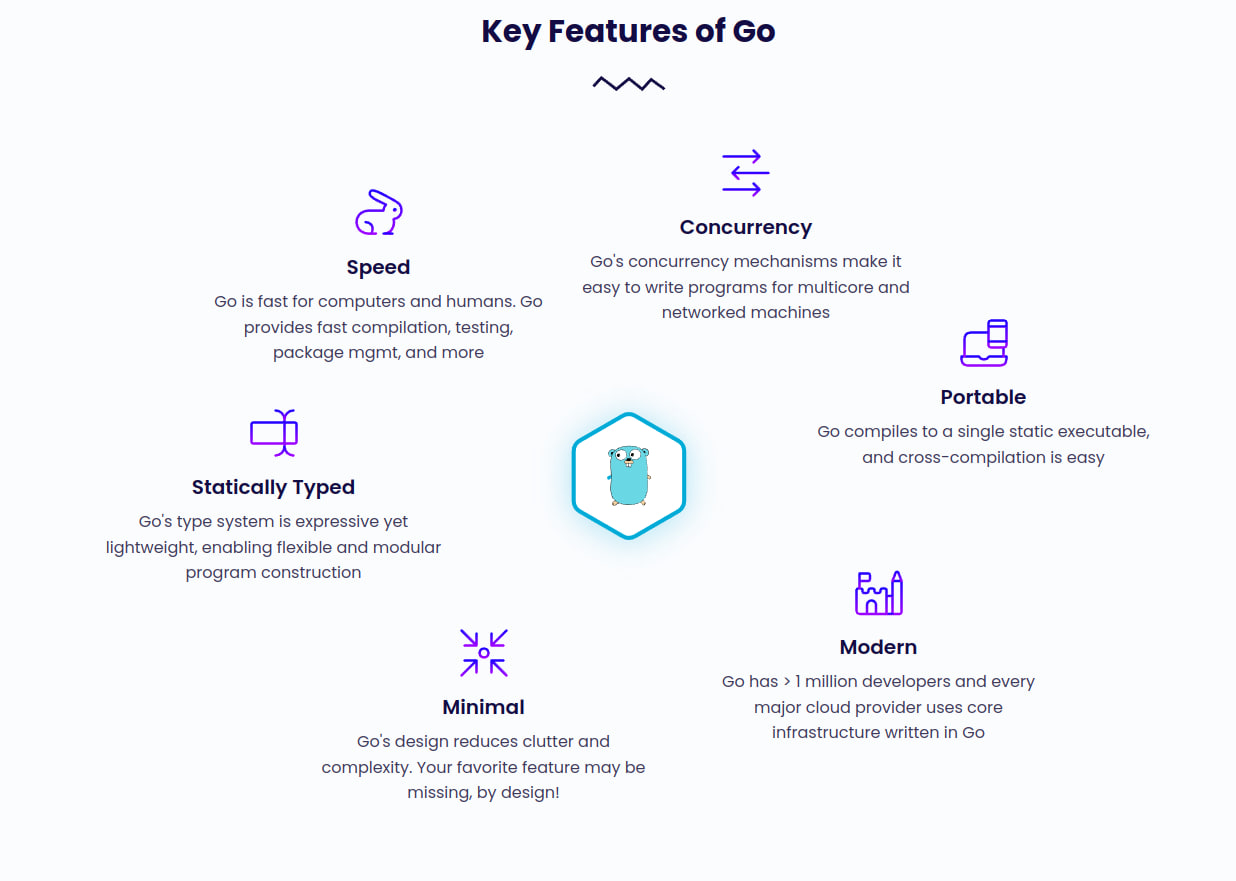 Key Features of Go
Concurrency
Go's concurrency mechanisms make it
easy to write programs for multicore and
networked machines
Speed
Go is fast for computers and humans. Go
provides fast compilation, testing,
package mgmt, and more
Portable
Go compiles to a single static executable,
and cross-compilation is easy
Statically Typed
Go's type system is expressive yet
lightweight, enabling flexible and modular
program construction
Modern
Go has > 1 million developers and every
major cloud provider uses core
infrastructure written in Go
Minimal
Go's design reduces clutter and
complexity. Your favorite feature may be
missing, by design!